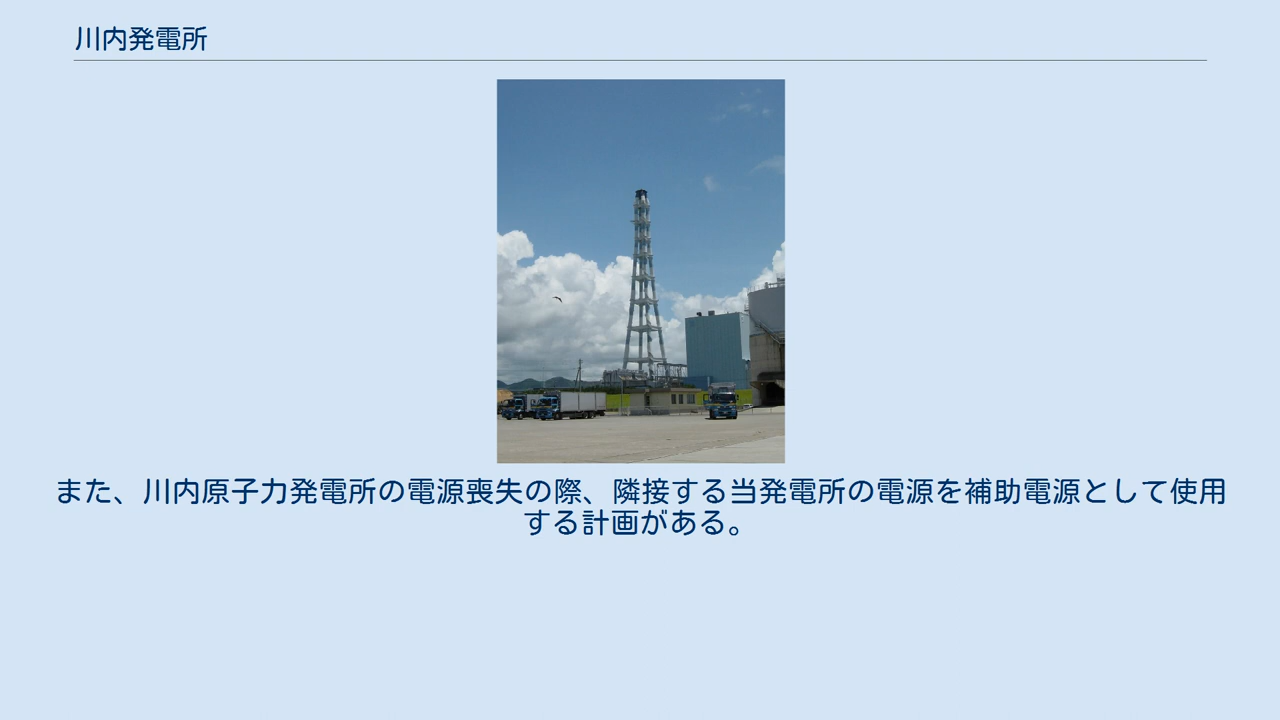 川内発電所
また、川内原子力発電所の電源喪失の際、隣接する当発電所の電源を補助電源として使用
する計画がある。